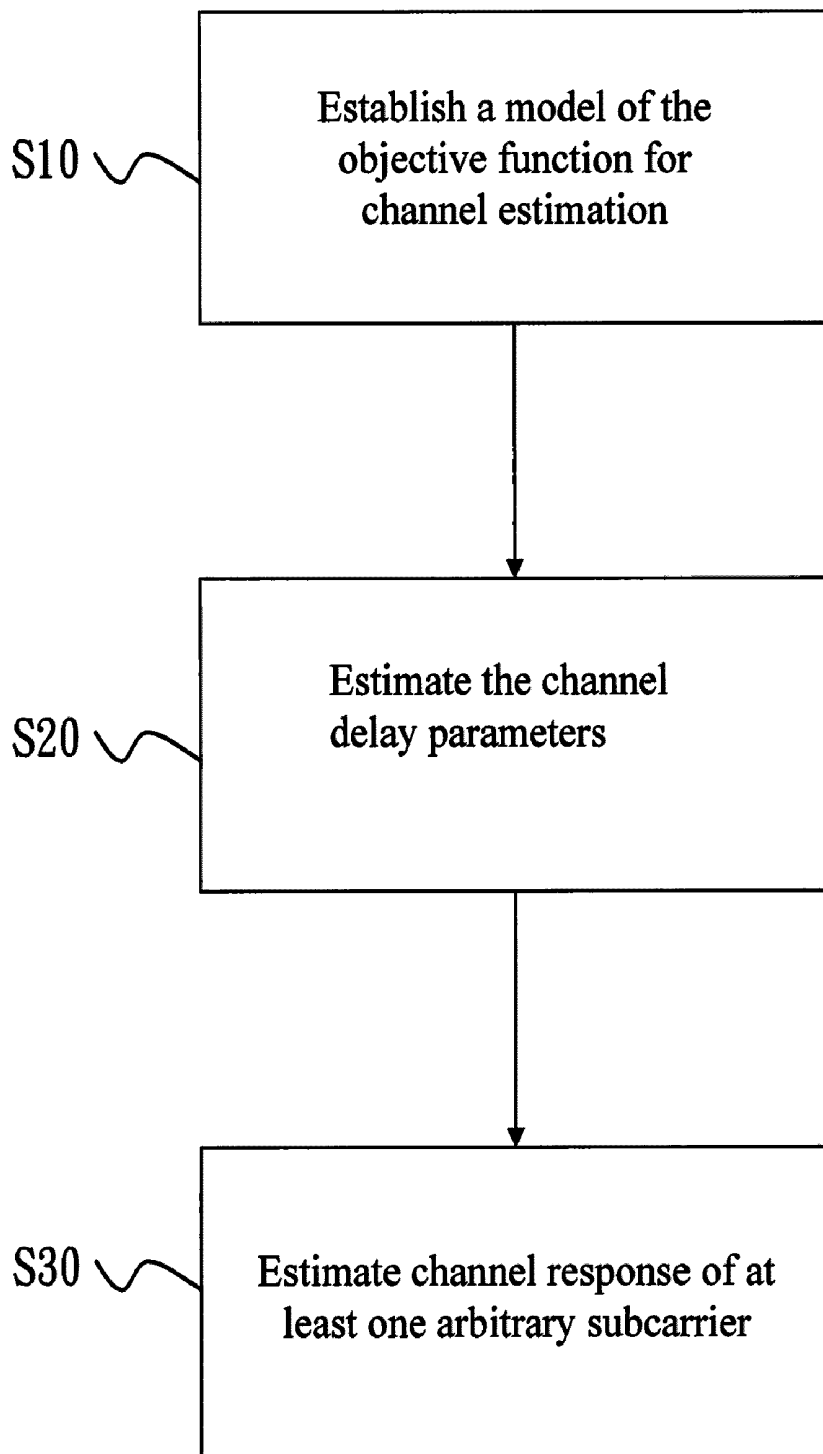 S10
Establish a model of the
objective function for
channel estimation
S20
Estimate the channel
delay parameters
S30
Estimate channel response of at
least one arbitrary subcarrier